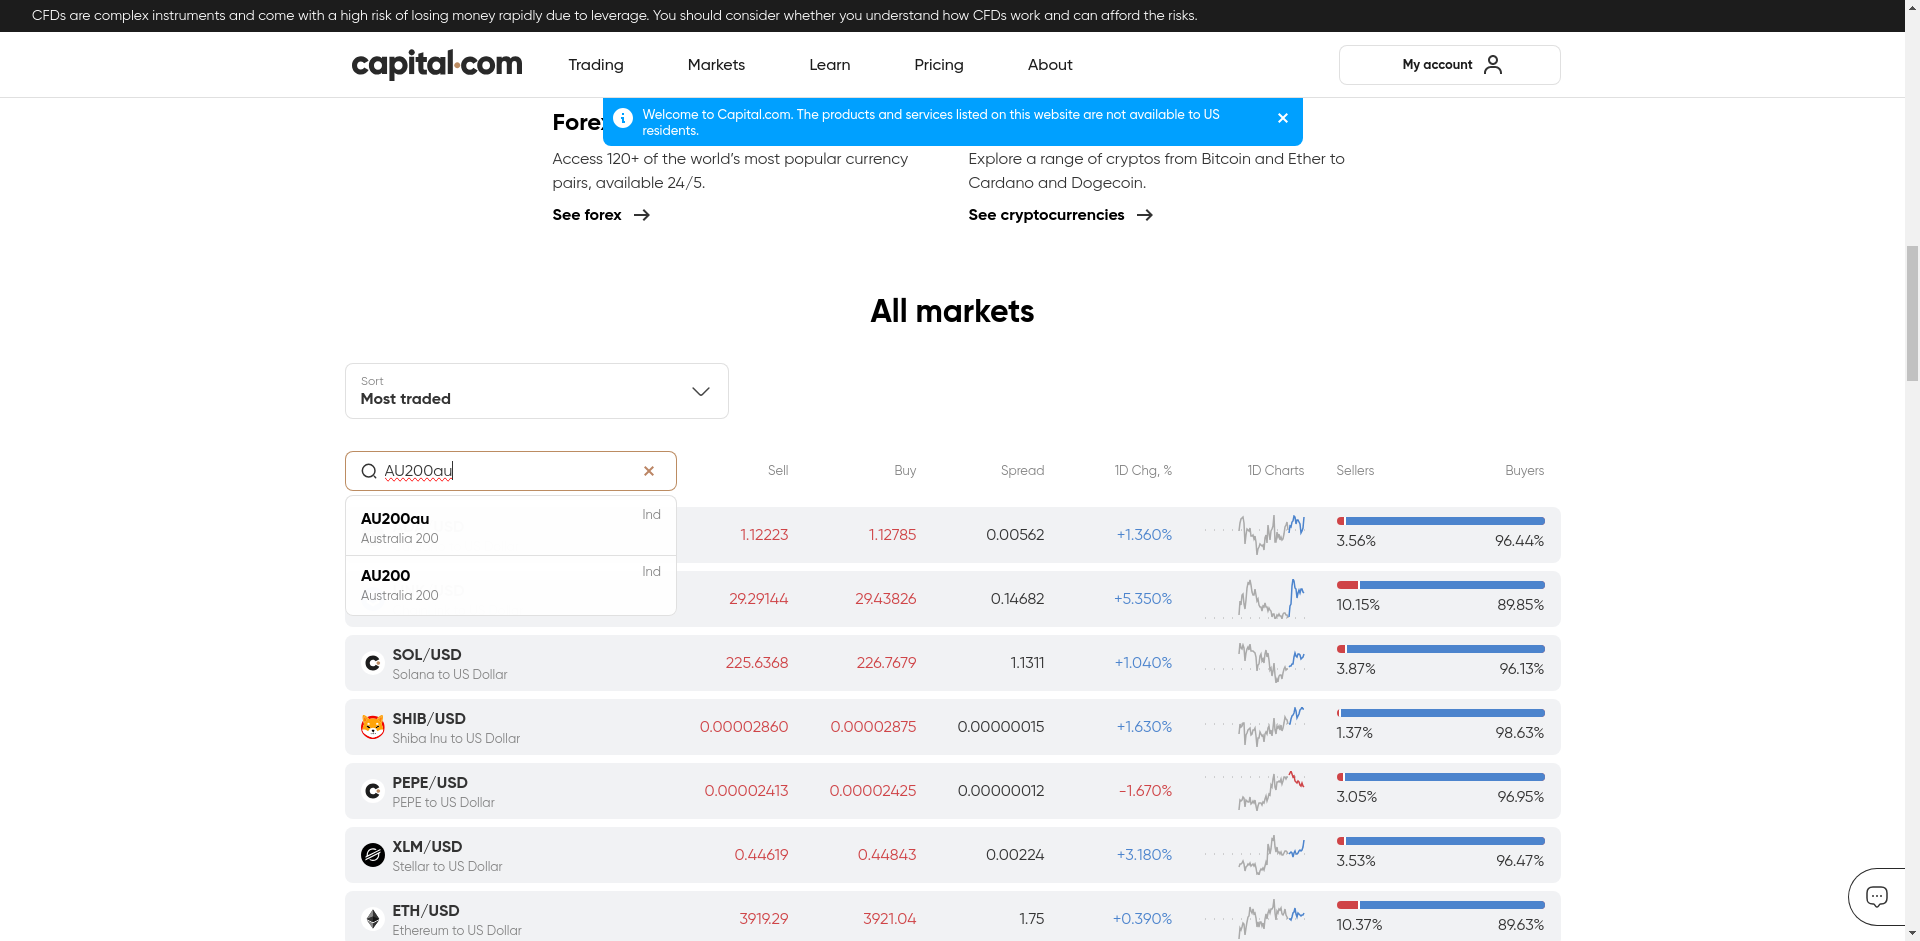 CFDs are complex instruments and come with a high risk of losing money rapidly due to leverage. You should consider whether you understand how CFDs work and can afford the risks.
capital.com
Trading
Markets
Learn
Pricing
About
My account
Welcome to Capital.com. The products and services listed on this website are not available to US
residents.
Access 120+ of the world's most popular currency
pairs, available 24/5.
See forex
Explore a range of cryptos from Bitcoin and Ether to
Cardano and Dogecoin.
See cryptocurrencies
All markets
Sort
Most traded
AU200au
Sell
Buy
Spread
1D Chg, %
1D Charts
Sellers
Buyers
AU200au
Ind
Australia 200
AU200
Ind
Australia 200
1.12223
1.12785
0.00562
+1.360%
3.56%
96.44%
29.29144
29.43826
0.14682
+5.350%
10.15%
89.85%
SOL/USD
Solana to US Dollar
225.6368
226.7679
1.1311
+1.040%
3.87%
96.13%
SHIB/USD
Shiba Inu to US Dollar
0.00002860
0.00002875
0.00000015
+1.630%
1.37%
98.63%
PEPE/USD
PEPE to US Dollar
0.00002413
0.00002425
0.00000012
-1.670%
3.05%
96.95%
XLM/USD
Stellar to US Dollar
0.44619
0.44843
0.00224
+3.180%
3.53%
96.47%
ETH/USD
Ethereum to US Dollar
3919.29
3921.04
1.75
+0.390%
10.37%
89.63%